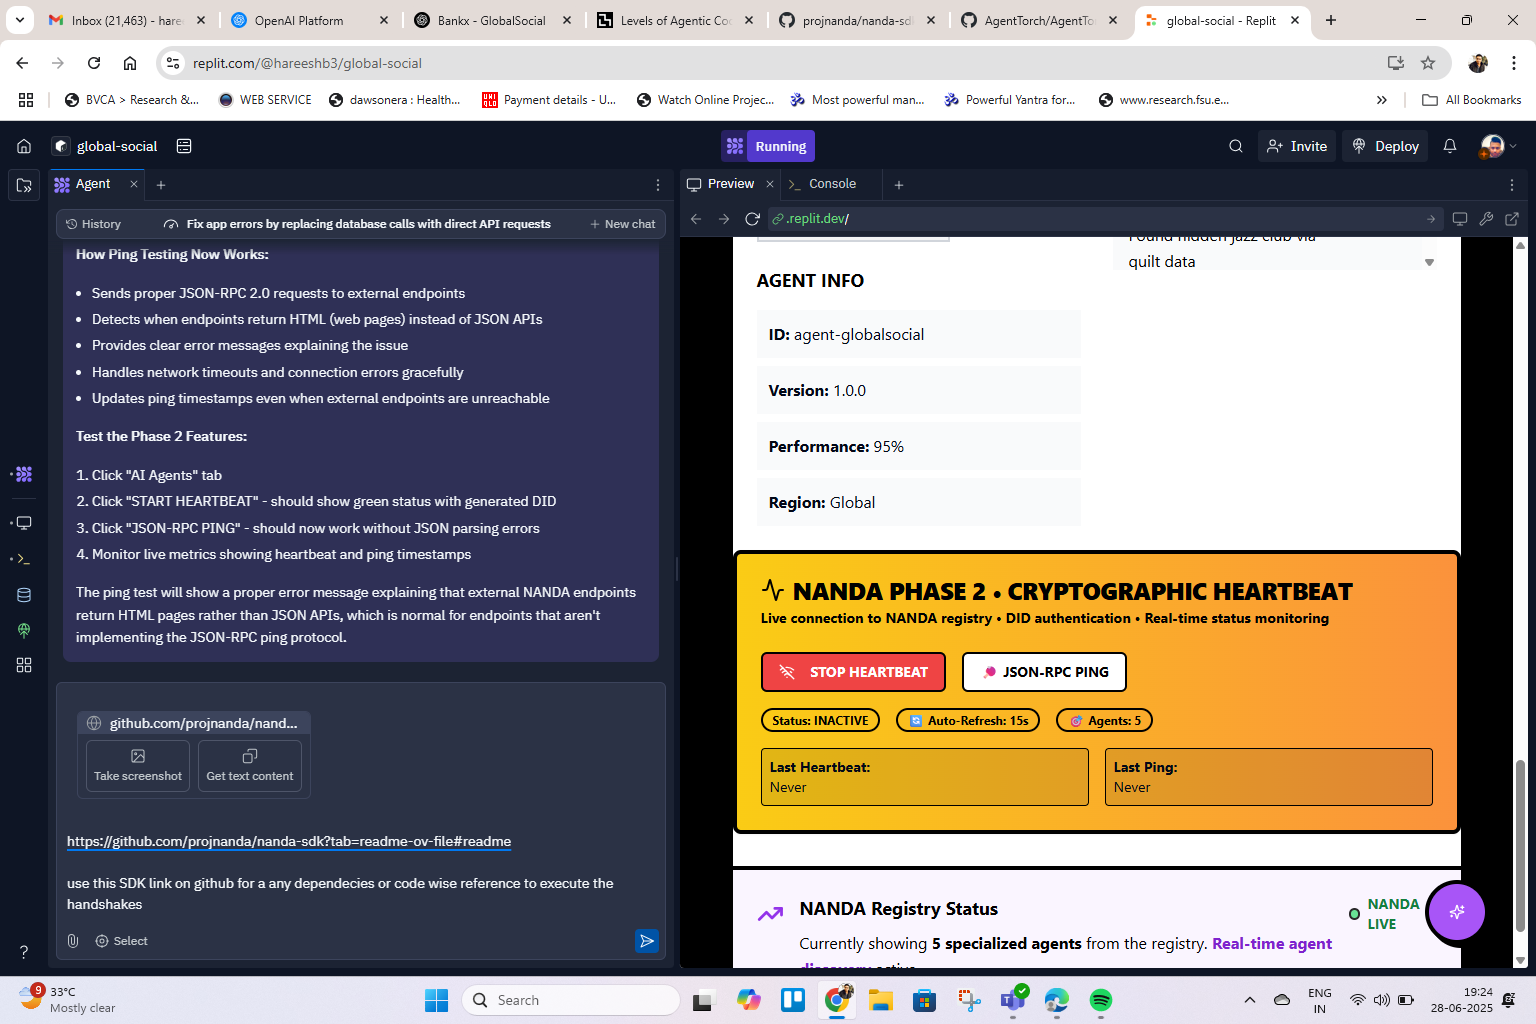 Inbox (21,463) - hare
OpenAI Platform
Bankx - GlobalSocial
Levels of Agentic Co
projnanda/nanda-sd
AgentTorch/AgentTo
global-social - Replit
replit.com/@hareeshb3/global-social
BVCA > Research &...
WEB SERVICE
dawsonera : Health...
UNIQLO
Payment details - U...
Watch Online Projec...
Most powerful man...
Powerful Yantra for...
www.research.fsu.e...
All Bookmarks
global-social
Running
Invite
Deploy
Agent
Preview
Console
History
Fix app errors by replacing database calls with direct API requests
New chat
.replit.dev/
How Ping Testing Now Works:
• Sends proper JSON-RPC 2.0 requests to external endpoints
• Detects when endpoints return HTML (web pages) instead of JSON APIs
• Provides clear error messages explaining the issue
• Handles network timeouts and connection errors gracefully
• Updates ping timestamps even when external endpoints are unreachable
Test the Phase 2 Features:
1. Click "AI Agents" tab
2. Click "START HEARTBEAT" - should show green status with generated DID
3. Click "JSON-RPC PING" - should now work without JSON parsing errors
4. Monitor live metrics showing heartbeat and ping timestamps
The ping test will show a proper error message explaining that external NANDA endpoints
return HTML pages rather than JSON APIs, which is normal for endpoints that aren't
implementing the JSON-RPC ping protocol.
github.com/projnanda/nand...
Take screenshot
Get text content
https://github.com/projnanda/nanda-sdk?tab=readme-ov-file#readme
use this SDK link on github for a any dependecies or code wise reference to execute the
handshakes
Select
?
Found hidden jazz club via
quilt data
AGENT INFO
ID: agent-globalsocial
Version: 1.0.0
Performance: 95%
Region: Global
NANDA PHASE 2 • CRYPTOGRAPHIC HEARTBEAT
Live connection to NANDA registry • DID authentication • Real-time status monitoring
STOP HEARTBEAT
JSON-RPC PING
Status: INACTIVE
Auto-Refresh: 15s
Agents: 5
Last Heartbeat:
Never
Last Ping:
Never
NANDA Registry Status
NANDA
LIVE
Currently showing 5 specialized agents from the registry. Real-time agent
discovery active
9
33°C
Mostly clear
Search
ENG
IN
19:24
28-06-2025